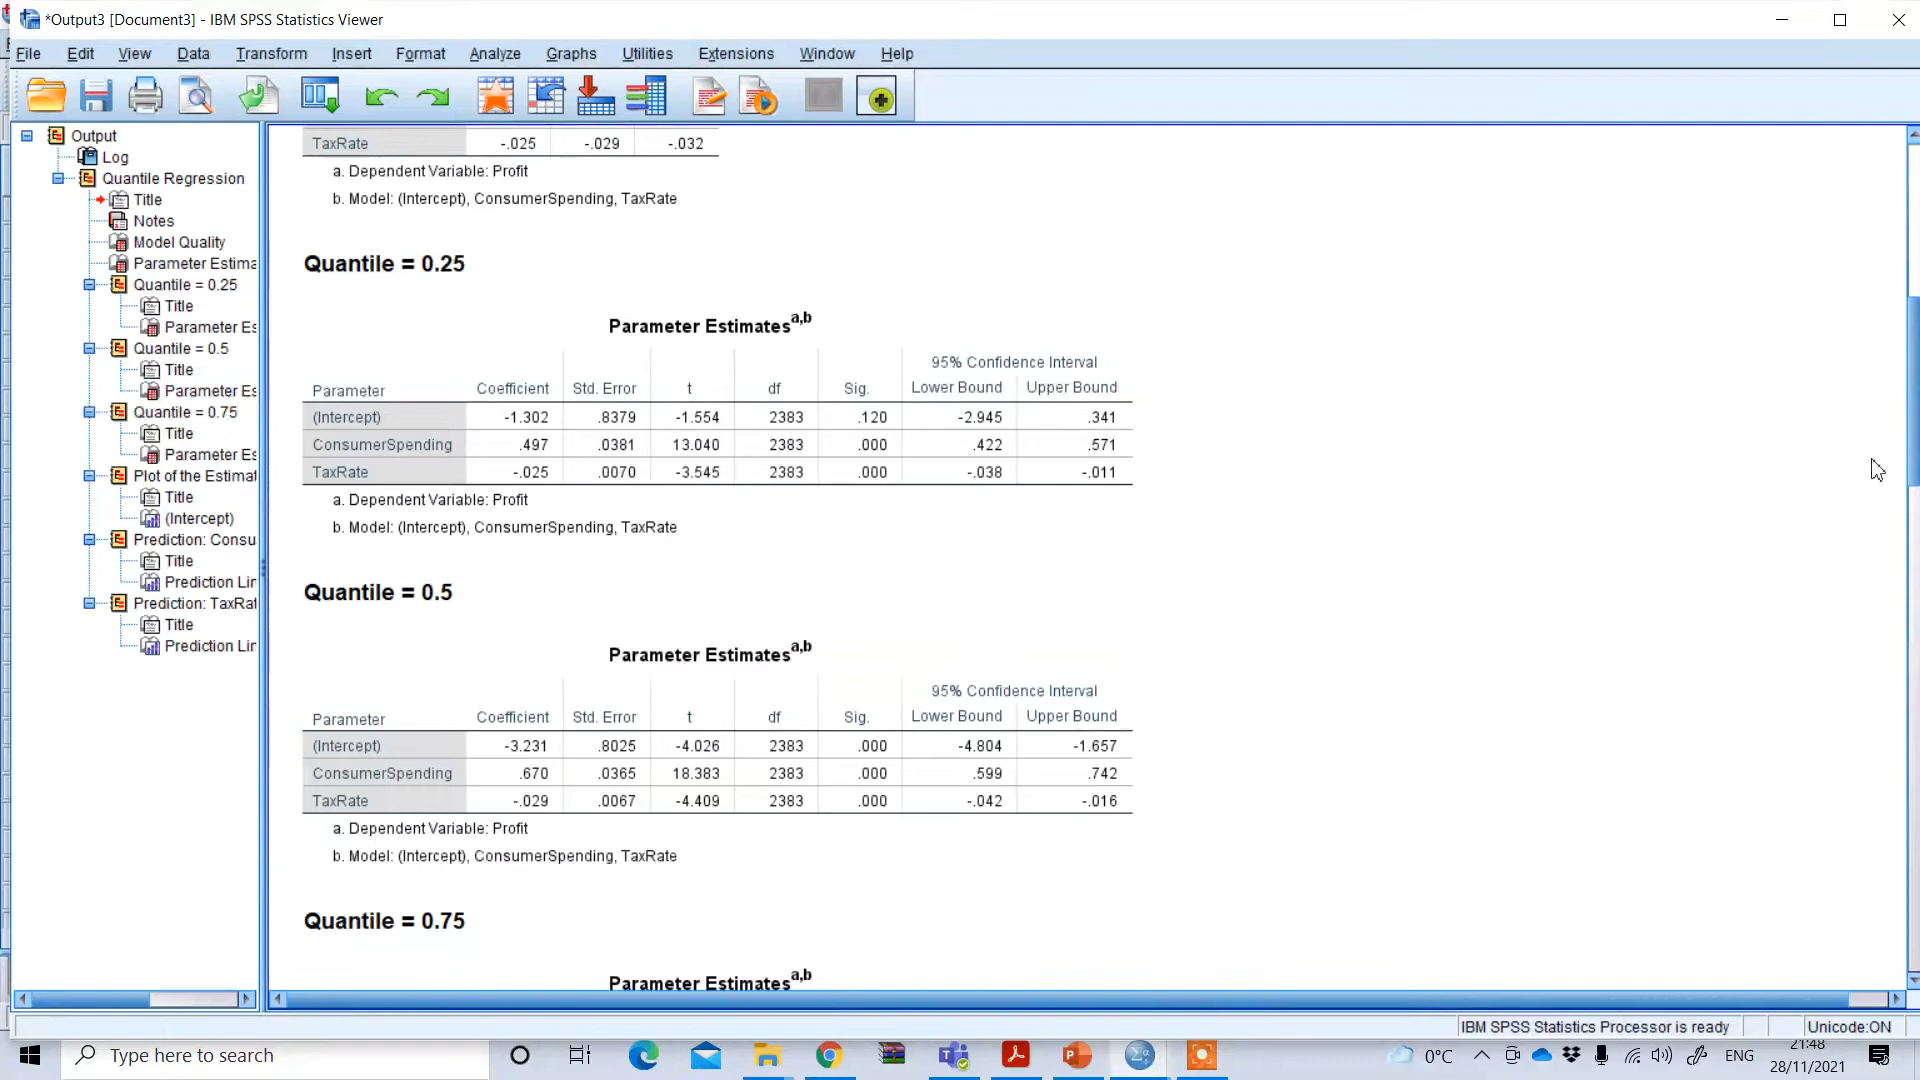 *Output3 [Document3] - IBM SPSS Statistics Viewer
File Edit View Data Transform Insert Format Analyze Graphs Utilities Extensions Window Help
Output
Log
Quantile Regression
Title
Notes
Model Quality
Parameter Estima
Quantile = 0.25
Title
Parameter Es
Quantile = 0.5
Title
Parameter Es
Quantile = 0.75
Title
Parameter Es
Plot of the Estimat
Title
(Intercept)
Prediction: Consu
Title
Prediction Lin
Prediction: TaxRat
Title
Prediction Lin
TaxRate -.025 -.029 -.032
a. Dependent Variable: Profit
b. Model: (Intercept), ConsumerSpending, TaxRate
Quantile = 0.25
Parameter Estimates a,b
95% Confidence Interval
Parameter Coefficient Std. Error t df Sig. Lower Bound Upper Bound
(Intercept) -1.302 .8379 -1.554 2383 .120 -2.945 .341
ConsumerSpending .497 .0381 13.040 2383 .000 .422 .571
TaxRate -.025 .0070 -3.545 2383 .000 -.038 -.011
a. Dependent Variable: Profit
b. Model: (Intercept), ConsumerSpending, TaxRate
Quantile = 0.5
Parameter Estimates a,b
95% Confidence Interval
Parameter Coefficient Std. Error t df Sig. Lower Bound Upper Bound
(Intercept) -3.231 .8025 -4.026 2383 .000 -4.804 -1.657
ConsumerSpending .670 .0365 18.383 2383 .000 .599 .742
TaxRate -.029 .0067 -4.409 2383 .000 -.042 -.016
a. Dependent Variable: Profit
b. Model: (Intercept), ConsumerSpending, TaxRate
Quantile = 0.75
Parameter Estimates a,b
IBM SPSS Statistics Processor is ready Unicode:ON
Type here to search
0°C ENG
21:48
28/11/2021